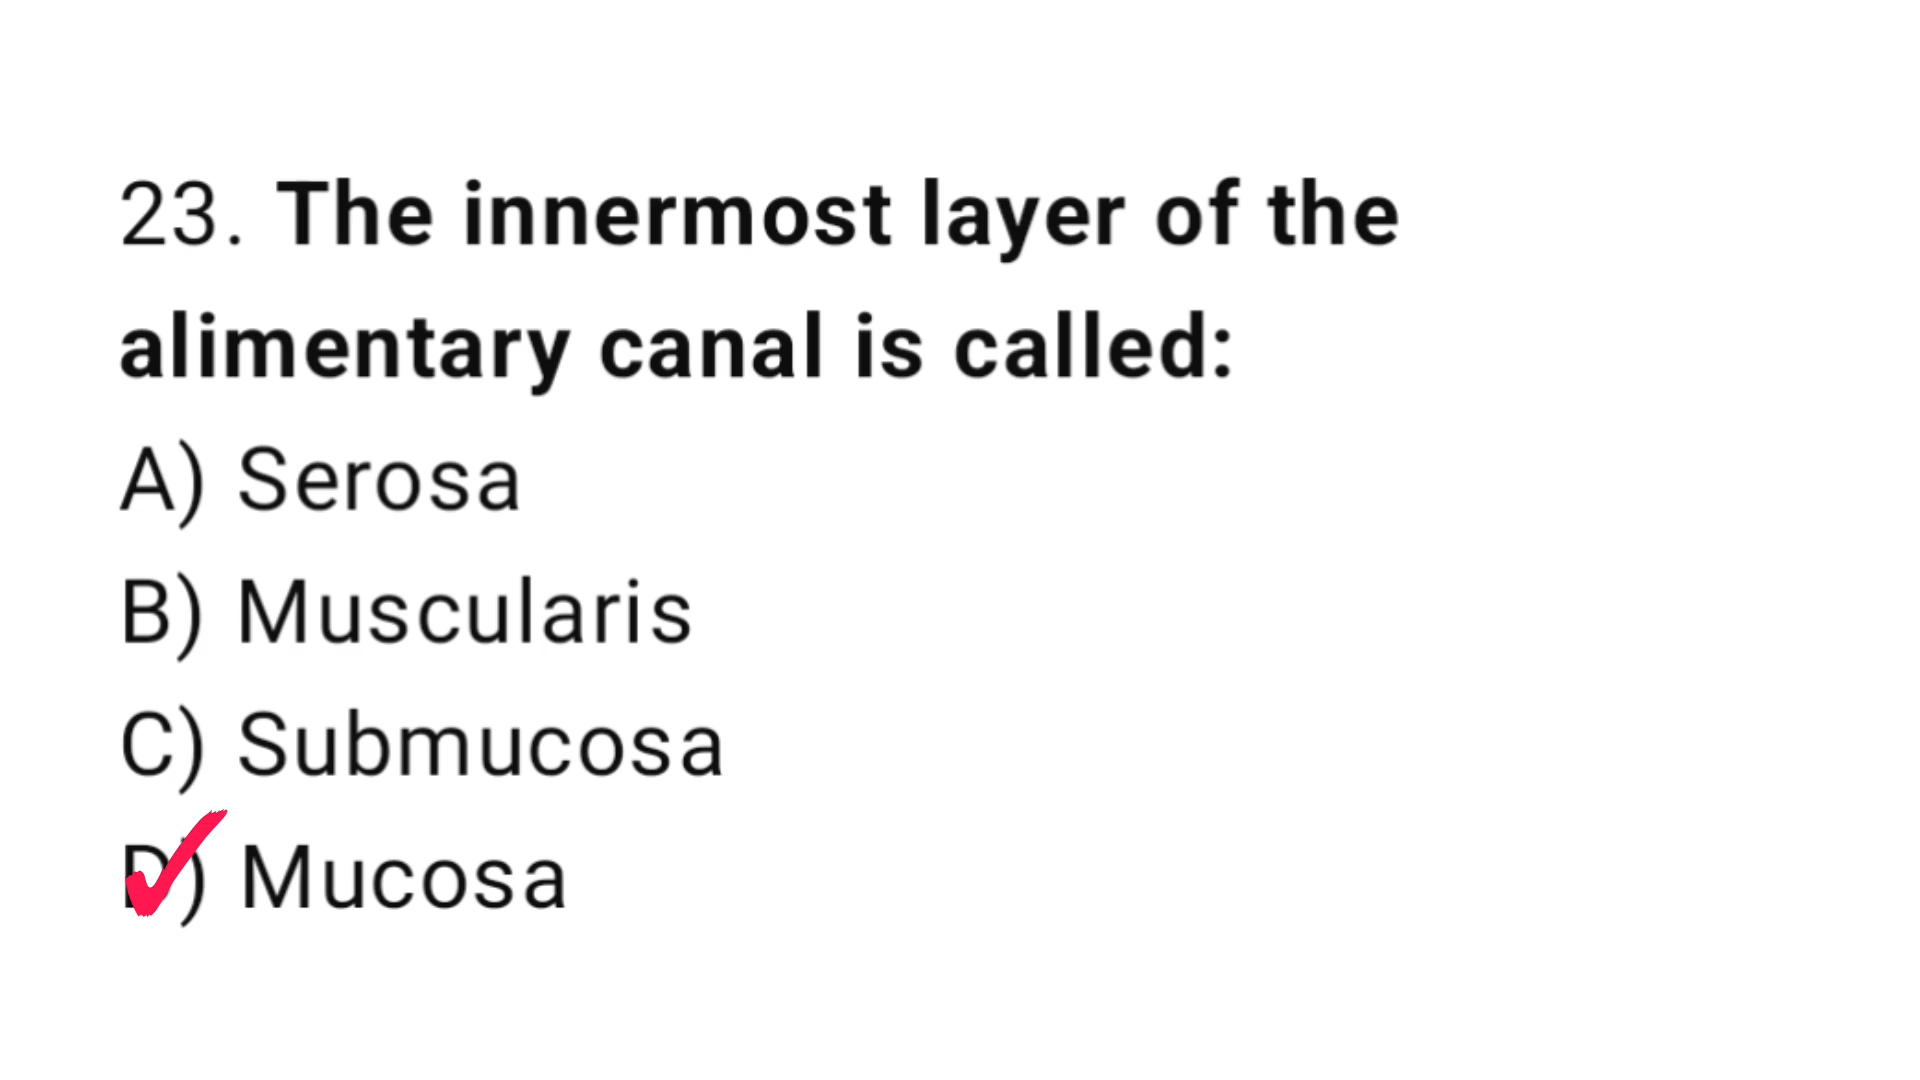 23. The innermost layer of the
alimentary canal is called:
A) Serosa
B) Muscularis
C) Submucosa
D) Mucosa